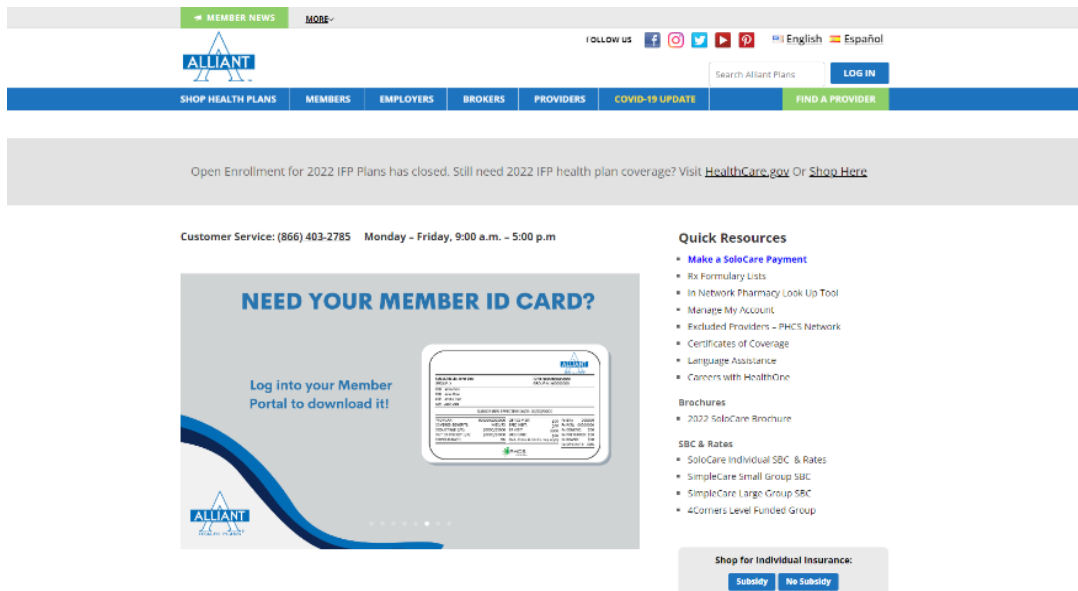 MEMBER NEWS
MORE
FOLLOW US
English
Español
ALLIANT
Search Alliant Plans
LOG IN
SHOP HEALTH PLANS
MEMBERS
EMPLOYERS
BROKERS
PROVIDERS
COVID-19 UPDATE
FIND A PROVIDER
Open Enrollment for 2022 IFP Plans has closed. Still need 2022 IFP health plan coverage? Visit HealthCare.gov Or Shop Here
Customer Service: (866) 403-2785 Monday – Friday, 9:00 a.m. – 5:00 p.m
NEED YOUR MEMBER ID CARD?
Log into your Member
Portal to download it!
ALLIANT
PHCS
ALLIANT
HEALTH PLANS
Quick Resources
Make a SoloCare Payment
Rx Formulary Lists
In Network Pharmacy Look Up Tool
Manage My Account
Excluded Providers – PHCS Network
Certificates of Coverage
Language Assistance
Careers with HealthOne
Brochures
2022 SoloCare Brochure
SBC & Rates
SoloCare Individual SBC & Rates
SimpleCare Small Group SBC
SimpleCare Large Group SBC
4Corners Level Funded Group
Shop for Individual Insurance:
Subsidy
No Subsidy